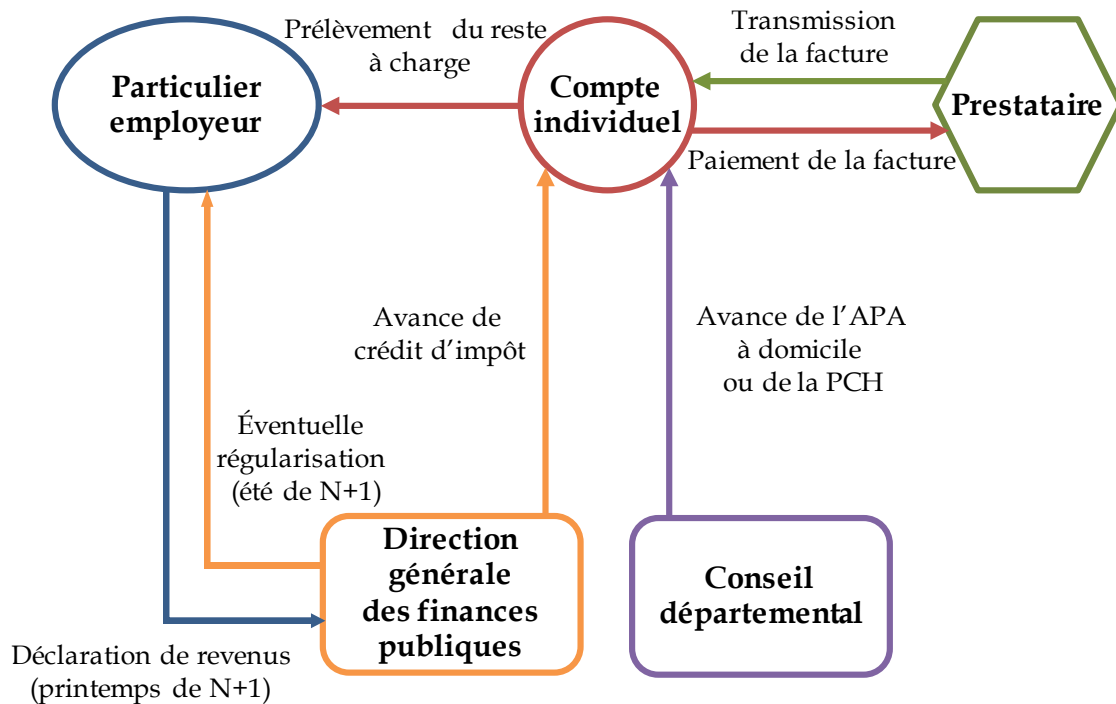 Prélèvement du reste
à charge
Transmission
de la facture
Particulier
employeur
Compte
individuel
Prestataire
Paiement de la facture
Avance de
crédit d’impôt
Avance de l’APA
à domicile
ou de la PCH
Éventuelle
régularisation
(été de N+1)
Direction
générale
des finances
publiques
Conseil
départemental
Déclaration de revenus
(printemps de N+1)